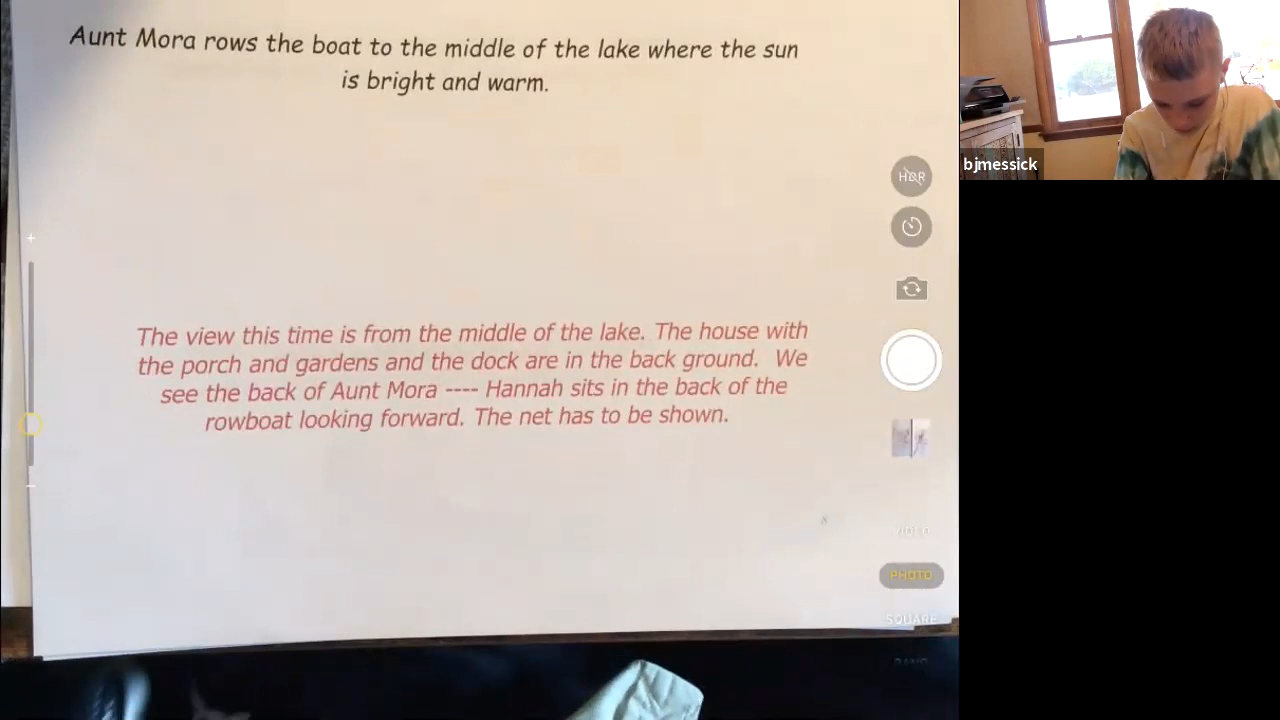 Aunt Mora rows the boat to the middle of the lake where the sun
is bright and warm.
HDR
bjmessick
The view this time is from the middle of the lake. The house with
the porch and gardens and the dock are in the back ground. We
see the back of Aunt Mora ---- Hannah sits in the back of the
rowboat looking forward. The net has to be shown.
8
VIDEO
PHOTO
SQUARE
PANO